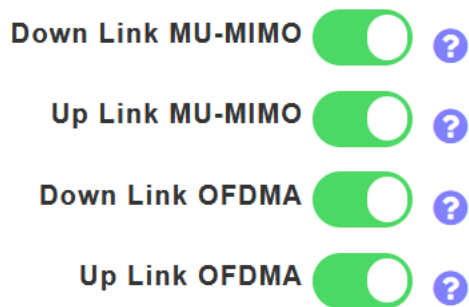 Down Link MU-MIMO ?
Up Link MU-MIMO ?
Down Link OFDMA ?
Up Link OFDMA ?